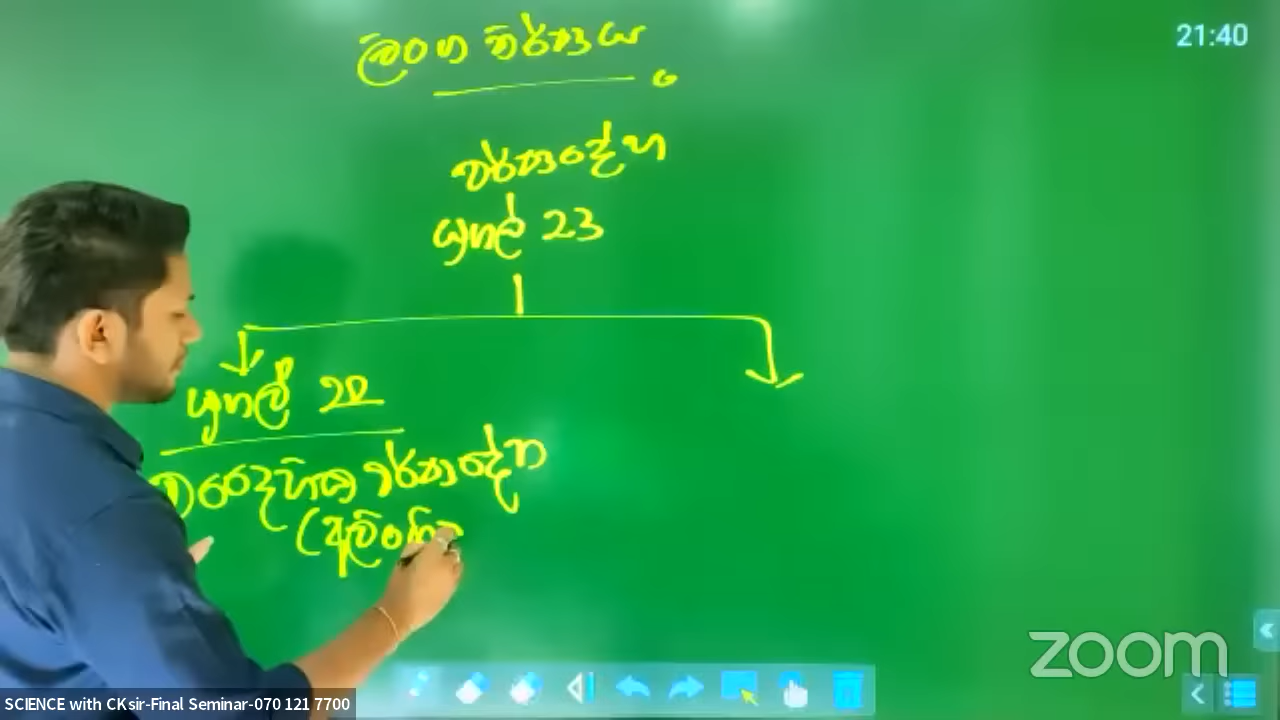 21:40
ලිංග නිර්ණය
වර්ණදේහ
යුගල් 23
යුගල් 22
දෛහික වර්ණදේහ
zoom
SCIENCE with CKsir-Final Seminar-070 121 7700